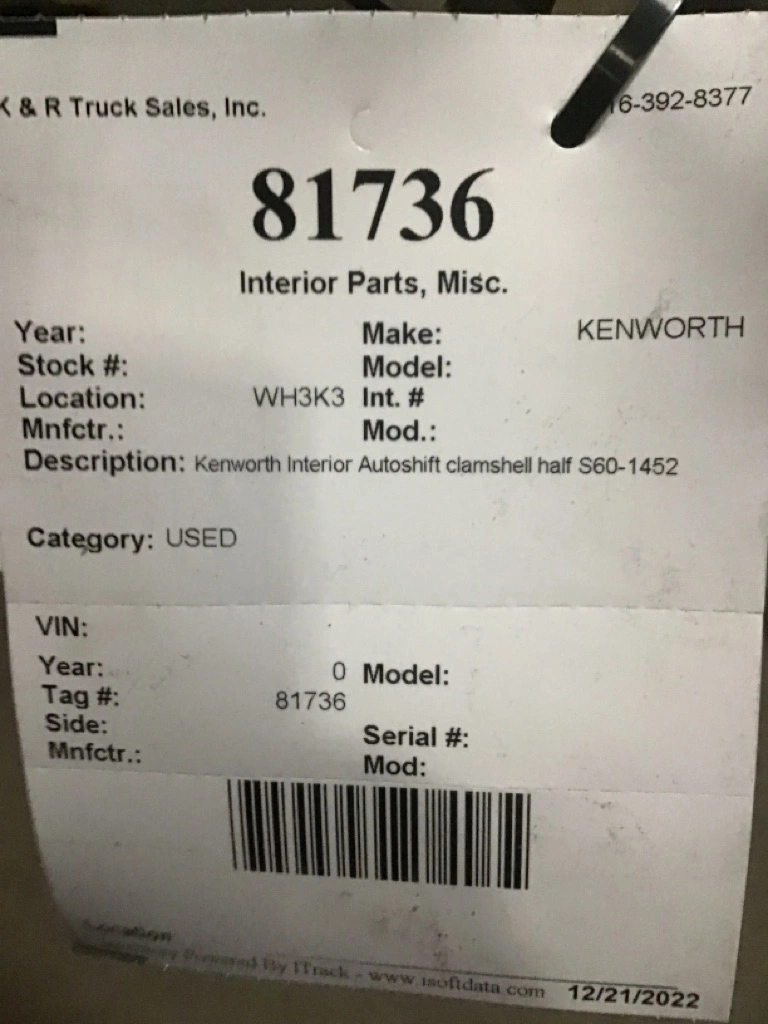 K & R Truck Sales, Inc. 6-392-8377
81736
Interior Parts, Misc.
Year: Make: KENWORTH
Stock #: Model:
Location: WH3K3 Int. #
Mnfctr.: Mod.:
Description: Kenworth Interior Autoshift clamshell half S60-1452
Category: USED
VIN:
Year: 0 Model:
Tag #: 81736
Side: Serial #:
Mnfctr.: Mod:
Powered By ITrack - www.isoftdata.com 12/21/2022